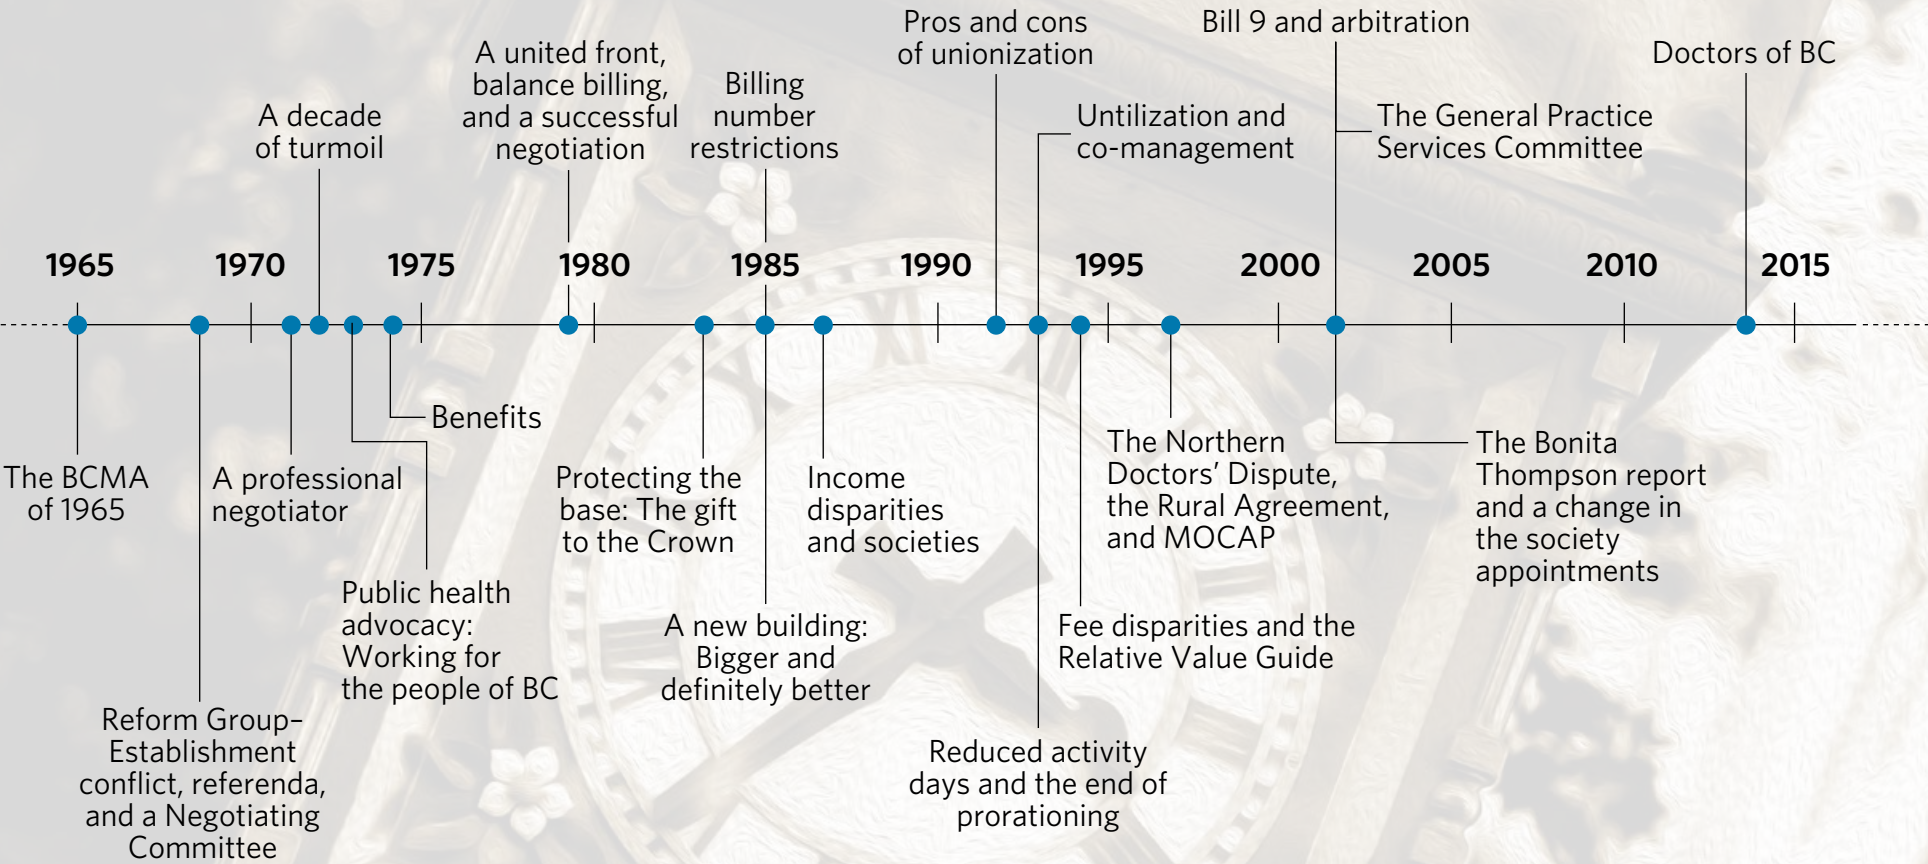 Pros and cons
of unionization
Bill 9 and arbitration
A united front,
balance billing,
and a successful
negotiation
Doctors of BC
Billing
number
restrictions
A decade
of turmoil
Untilization and
co-management
The General Practice
Services Committee
1965 1970 1975 1980 1985 1990 1995 2000 2005 2010 2015
Benefits
The BCMA
of 1965
A professional
negotiator
Protecting the
base: The gift
to the Crown
Income
disparities
and societies
The Northern
Doctors’ Dispute,
the Rural Agreement,
and MOCAP
The Bonita
Thompson report
and a change in
the society
appointments
Public health
advocacy:
Working for
the people of BC
A new building:
Bigger and
definitely better
Fee disparities and the
Relative Value Guide
Reform Group–
Establishment
conflict, referenda,
and a Negotiating
Committee
Reduced activity
days and the end of
prorationing